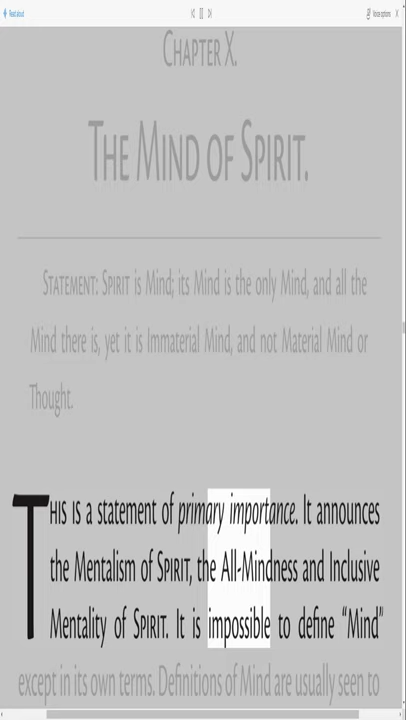 Read aloud
Voice options
CHAPTER X.
THE MIND OF SPIRIT.
STATEMENT: SPIRIT is Mind; its Mind is the only Mind, and all the
Mind there is, yet it is Immaterial Mind, and not Material Mind or
Thought.
THIS IS a statement of primary importance. It announces
the Mentalism of SPIRIT, the All-Mindness and Inclusive
Mentality of SPIRIT. It is impossible to define “Mind”
except in its own terms. Definitions of Mind are usually seen to